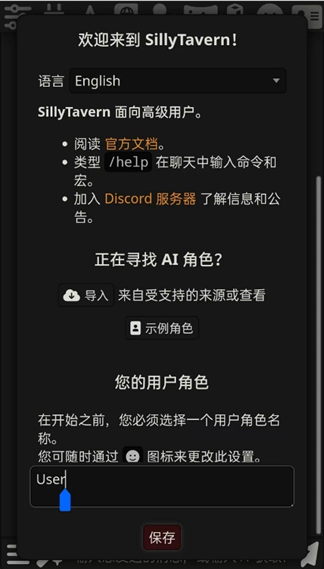 欢迎来到 SillyTavern！
语言 English
SillyTavern 面向高级用户。
阅读 官方文档。
类型 /help 在聊天中输入命令和
宏。
加入 Discord 服务器 了解信息和公
告。
正在寻找 AI 角色？
导入 来自受支持的来源或查看
示例角色
您的用户角色
在开始之前，您必须选择一个用户角色名
称。
您可随时通过 图标来更改此设置。
User
保存